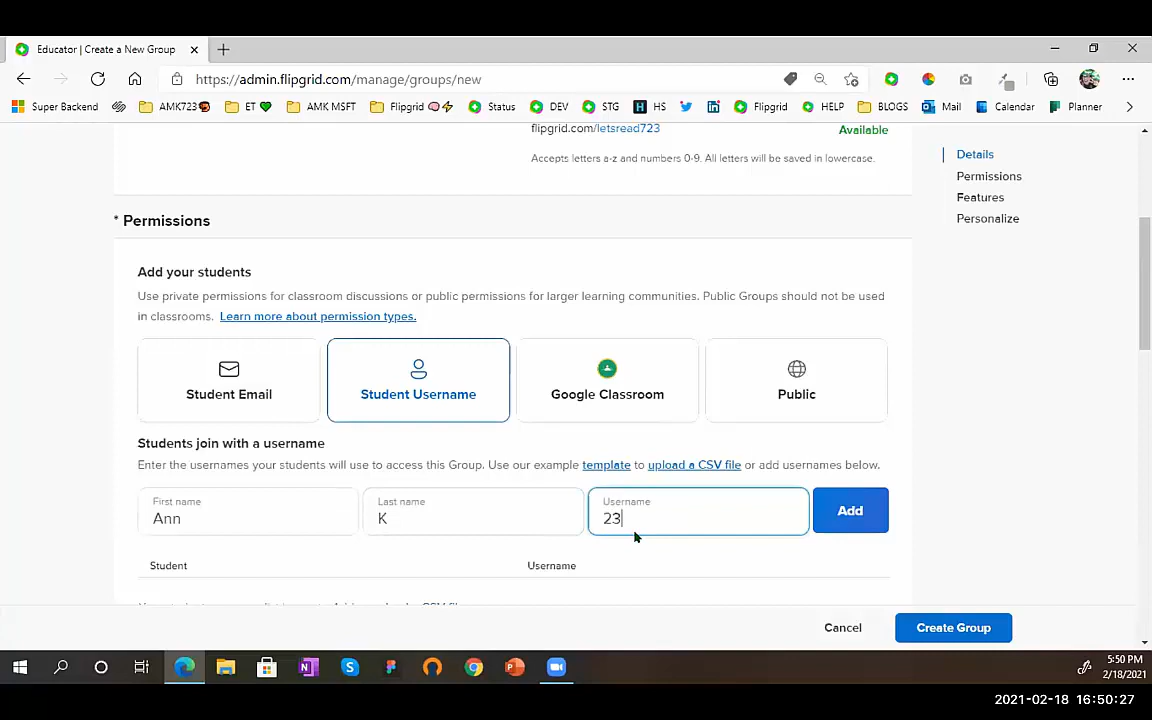 Educator | Create a New Group
https://admin.flipgrid.com/manage/groups/new
Super Backend AMK723 ET AMK MSFT Flipgrid Status DEV STG HS Flipgrid HELP BLOGS Mail Calendar Planner
flipgrid.com/letsread723 Available
Accepts letters a-z and numbers 0-9. All letters will be saved in lowercase.
Details
Permissions
Features
Personalize
* Permissions
Add your students
Use private permissions for classroom discussions or public permissions for larger learning communities. Public Groups should not be used
in classrooms. Learn more about permission types.
Student Email Student Username Google Classroom Public
Students join with a username
Enter the usernames your students will use to access this Group. Use our example template to upload a CSV file or add usernames below.
First name Last name Username
Ann K 23 Add
Student Username
Cancel Create Group
5:50 PM
2/18/2021
2021-02-18 16:50:27